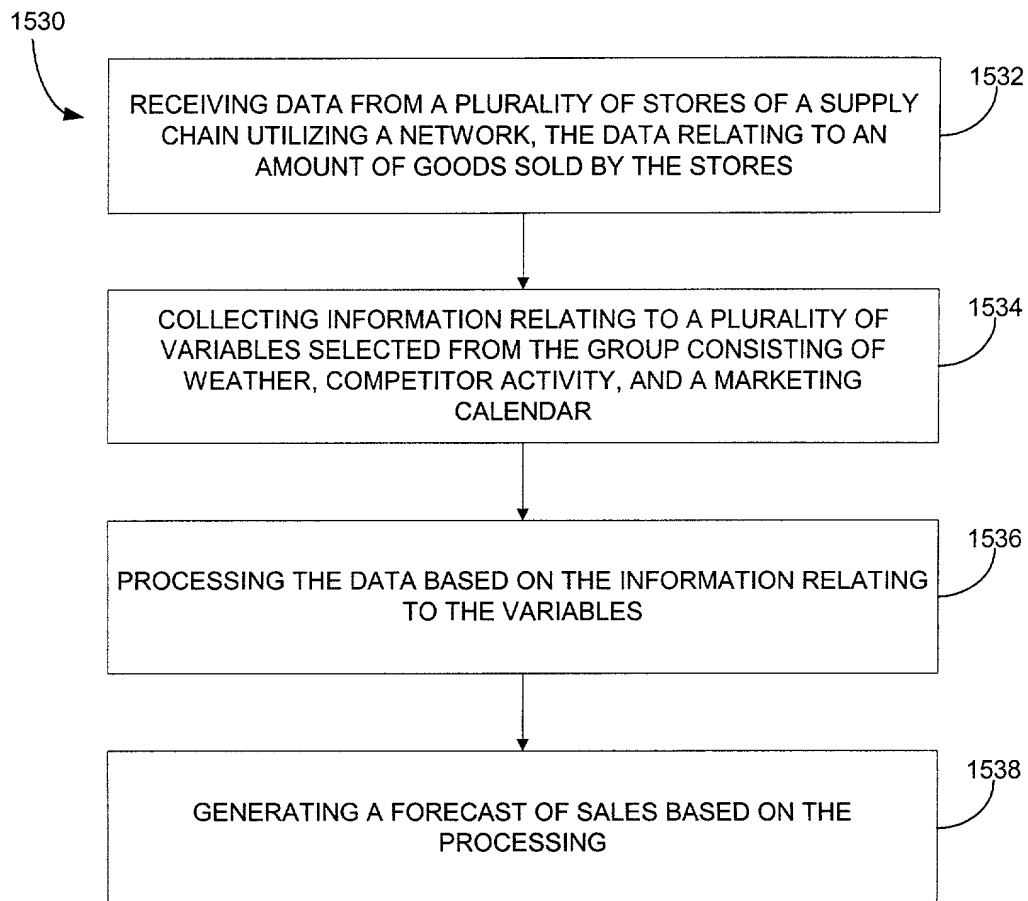 1530
1532
RECEIVING DATA FROM A PLURALITY OF STORES OF A SUPPLY
CHAIN UTILIZING A NETWORK, THE DATA RELATING TO AN
AMOUNT OF GOODS SOLD BY THE STORES
1534
COLLECTING INFORMATION RELATING TO A PLURALITY OF
VARIABLES SELECTED FROM THE GROUP CONSISTING OF
WEATHER, COMPETITOR ACTIVITY, AND A MARKETING
CALENDAR
1536
PROCESSING THE DATA BASED ON THE INFORMATION RELATING
TO THE VARIABLES
1538
GENERATING A FORECAST OF SALES BASED ON THE
PROCESSING